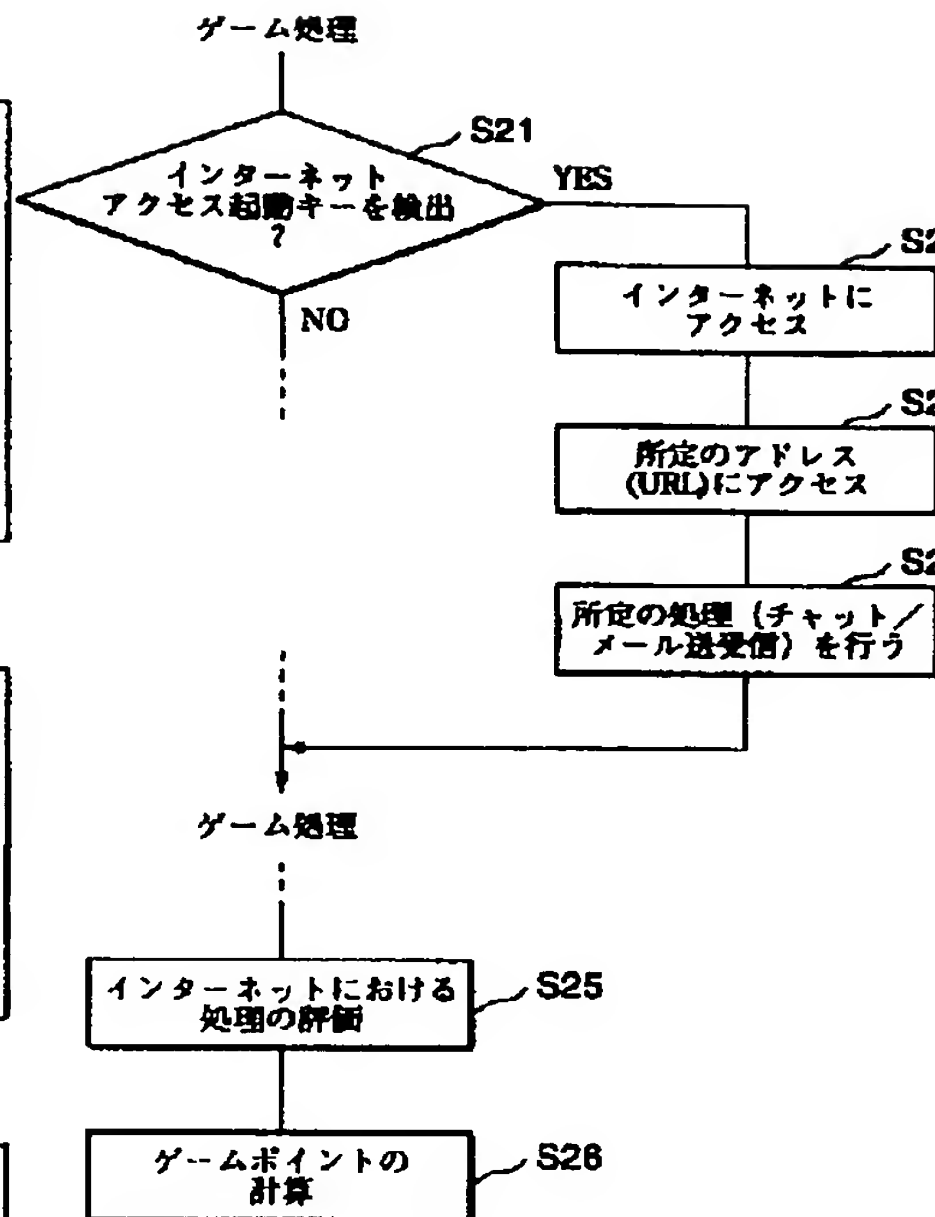 ゲーム処理
S21
インターネット
アクセス起動キーを検出
?
YES
NO
S2
インターネットに
アクセス
S2
所定のアドレス
(URL)にアクセス
S2
所定の処理(チャット/
メール送受信)を行う
ゲーム処理
インターネットにおける
処理の評価
S25
ゲームポイントの
計算
S26